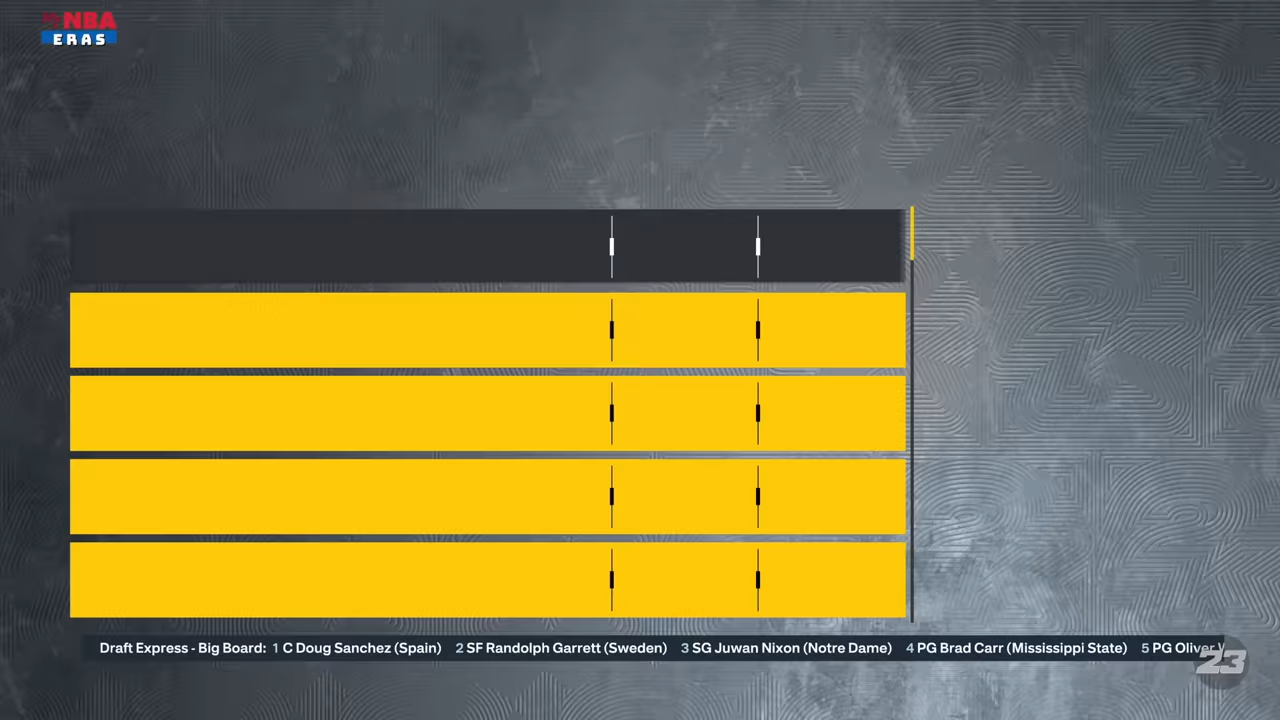 NBA
ERAS
Draft Express - Big Board: 1 C Doug Sanchez (Spain) 2 SF Randolph Garrett (Sweden) 3 SG Juwan Nixon (Notre Dame) 4 PG Brad Carr (Mississippi State) 5 PG Oliver
23